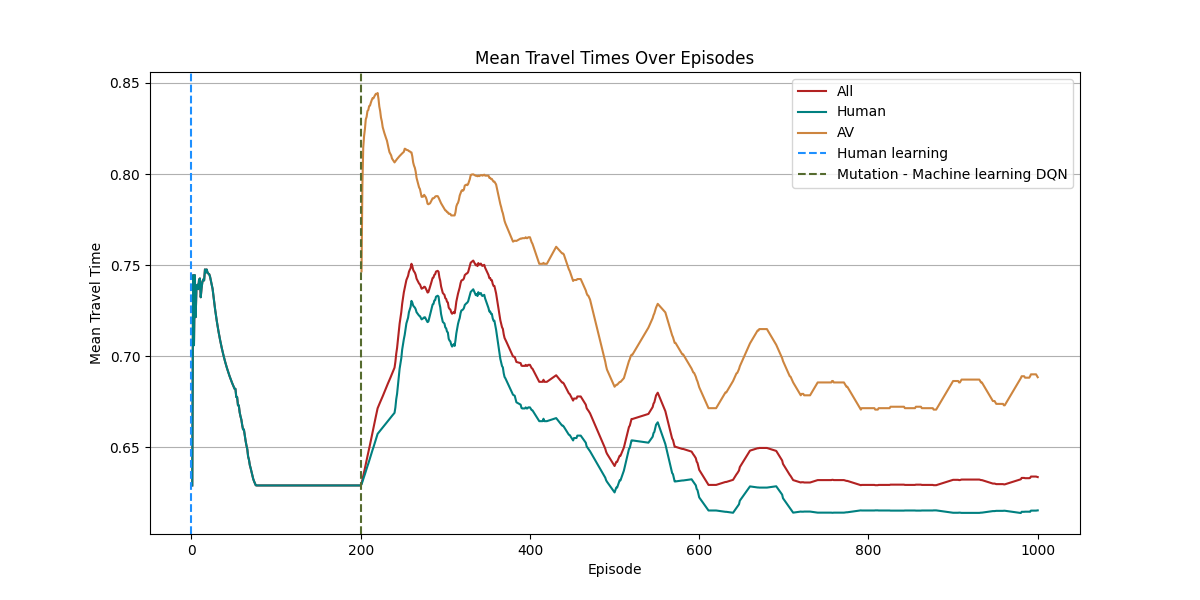 Mean Travel Times Over Episodes
0.85
0.80
0.75
0.70
0.65
Mean Travel Time
All
Human
AV
Human learning
Mutation - Machine learning DQN
0 200 400 600 800 1000
Episode